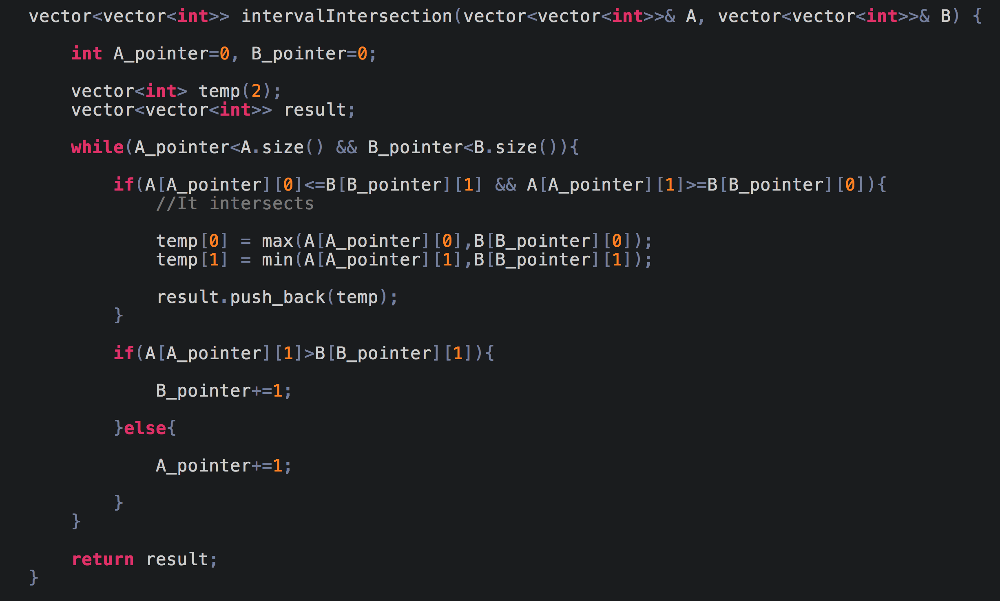 vector<vector<int>> intervalIntersection(vector<vector<int>>& A, vector<vector<int>>& B) {
int A_pointer=0, B_pointer=0;
vector<int> temp(2);
vector<vector<int>> result;
while(A_pointer<A.size() && B_pointer<B.size()){
if(A[A_pointer][0]<=B[B_pointer][1] && A[A_pointer][1]>=B[B_pointer][0]){
//It intersects
temp[0] = max(A[A_pointer][0],B[B_pointer][0]);
temp[1] = min(A[A_pointer][1],B[B_pointer][1]);
result.push_back(temp);
}
if(A[A_pointer][1]>B[B_pointer][1]){
B_pointer+=1;
}else{
A_pointer+=1;
}
}
return result;
}